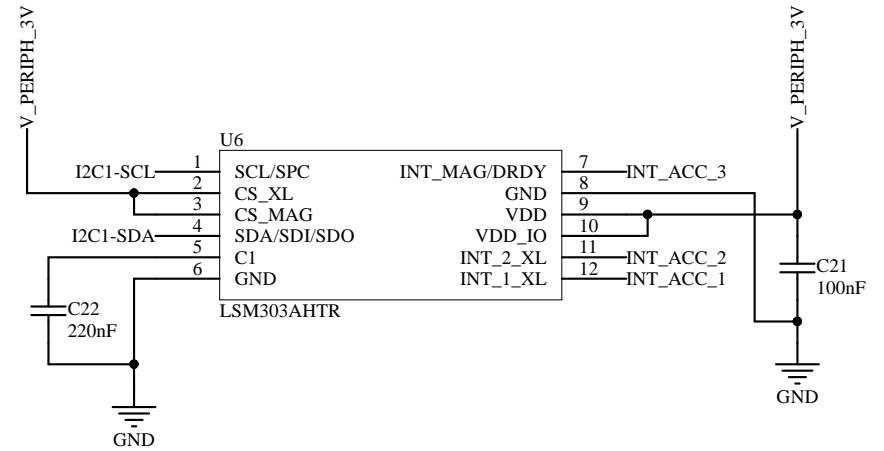 V_PERIPH_3V
V_PERIPH_3V
U6
I2C1-SCL 1 SCL/SPC INT_MAG/DRDY 7 INT_ACC_3
2 CS_XL GND 8
3 CS_MAG VDD 9
I2C1-SDA 4 SDA/SDI/SDO VDD_IO 10
5 C1 INT_2_XL 11 INT_ACC_2
6 GND INT_1_XL 12 INT_ACC_1
LSM303AHTR
C22
220nF
C21
100nF
GND
GND